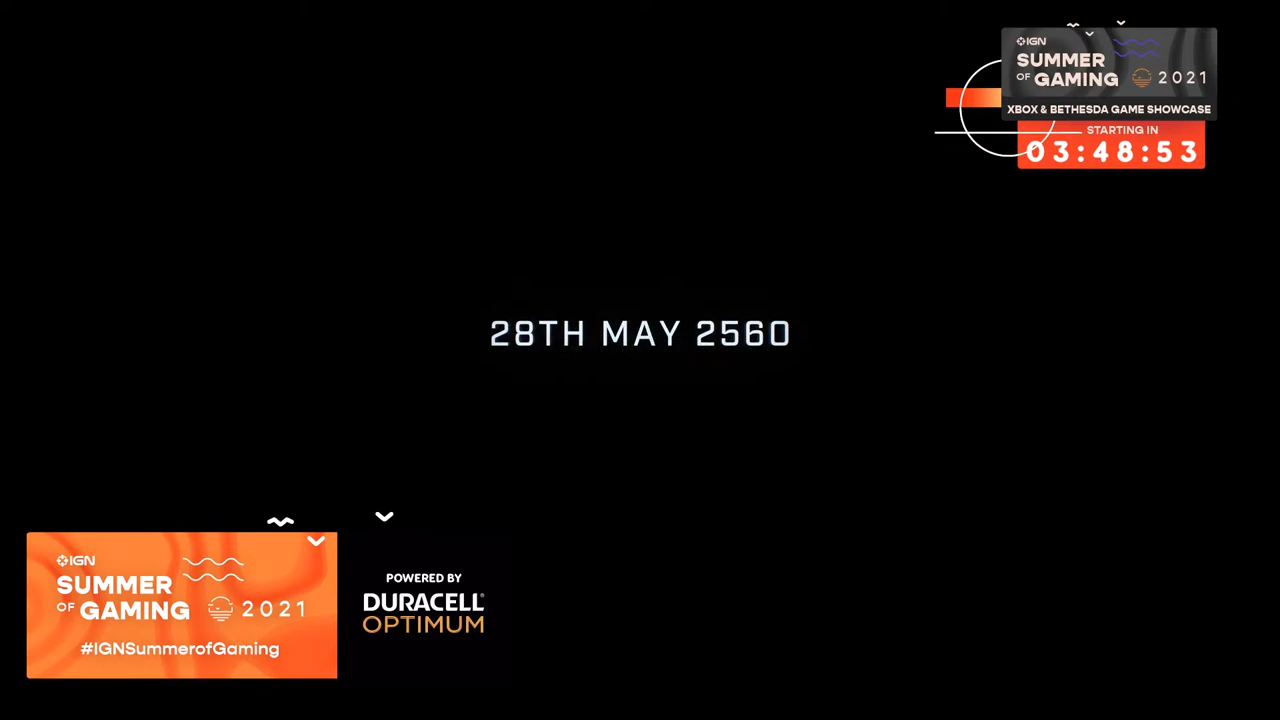 IGN
SUMMER
OF GAMING 2021
XBOX & BETHESDA GAME SHOWCASE
STARTING IN
03:48:53
28TH MAY 2560
IGN
SUMMER
OF GAMING 2021
#IGNSummerofGaming
POWERED BY
DURACELL
OPTIMUM